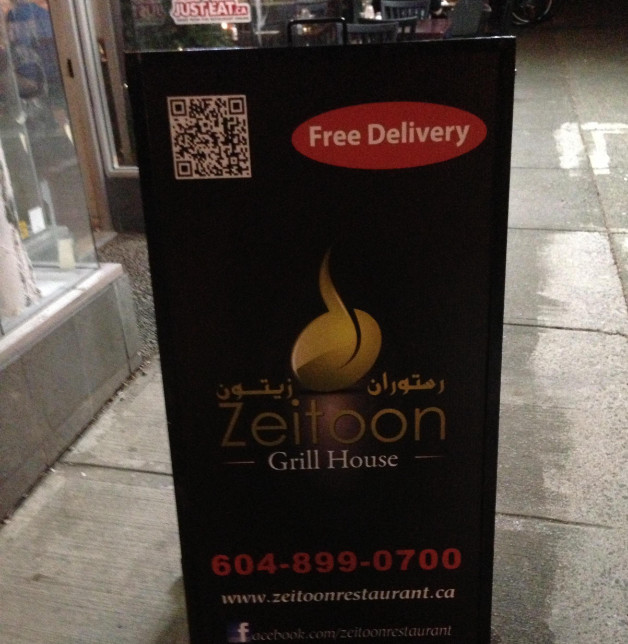 JUST EAT.ca
Free Delivery
رستوران زیتون
Zeitoon
Grill House
604-899-0700
www.zeitoonrestaurant.ca
facebook.com/zeitoonrestaurant